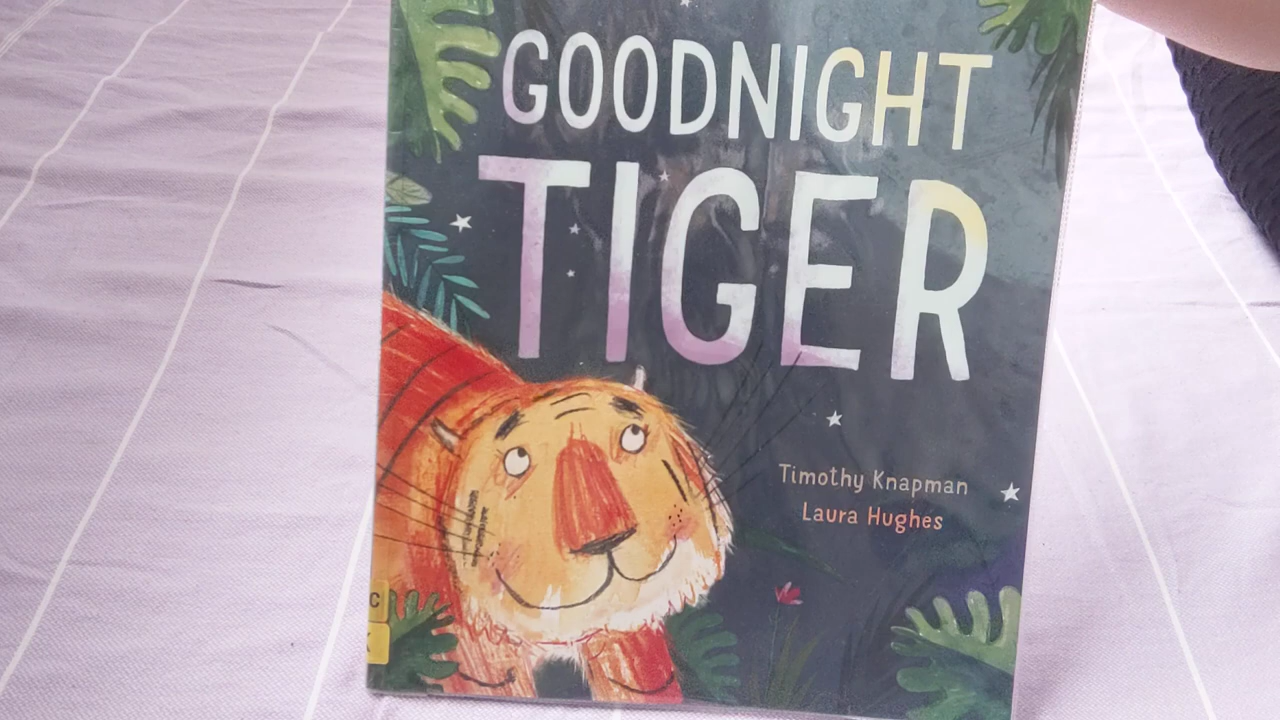 GOODNIGHT
TIGER
Timothy Knapman
Laura Hughes
C
K